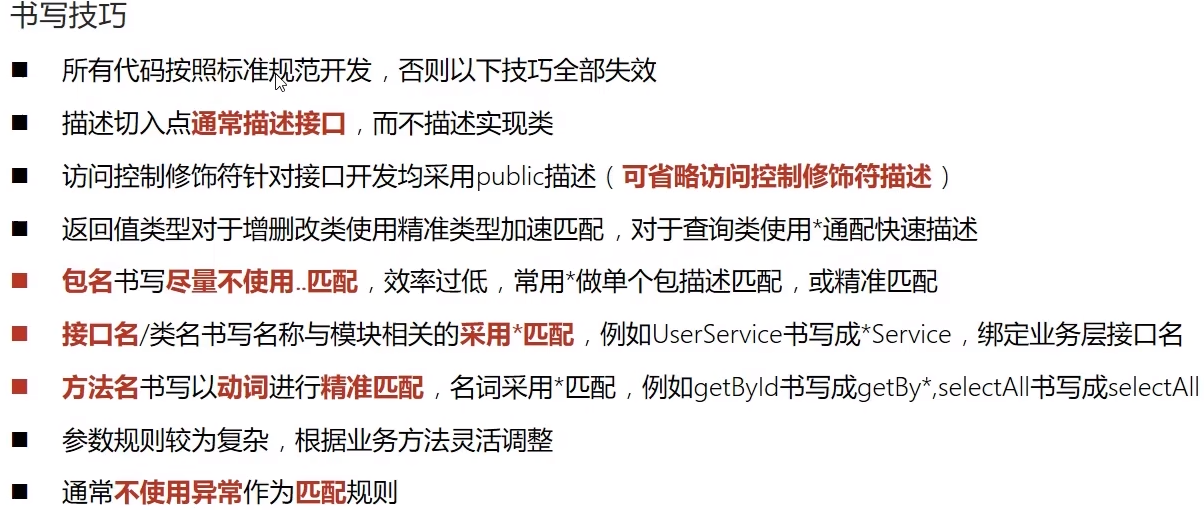 书写技巧
■ 所有代码按照标准规范开发，否则以下技巧全部失效
■ 描述切入点通常描述接口，而不描述实现类
■ 访问控制修饰符针对接口开发均采用public描述（可省略访问控制修饰符描述）
■ 返回值类型对于增删改类使用精准类型加速匹配，对于查询类使用*通配快速描述
■ 包名书写尽量不使用..匹配，效率过低，常用*做单个包描述匹配，或精准匹配
■ 接口名/类名书写名称与模块相关的采用*匹配，例如UserService书写成*Service，绑定业务层接口名
■ 方法名书写以动词进行精准匹配，名词采用*匹配，例如getById书写成getBy*,selectAll书写成selectAll
■ 参数规则较为复杂，根据业务方法灵活调整
■ 通常不使用异常作为匹配规则